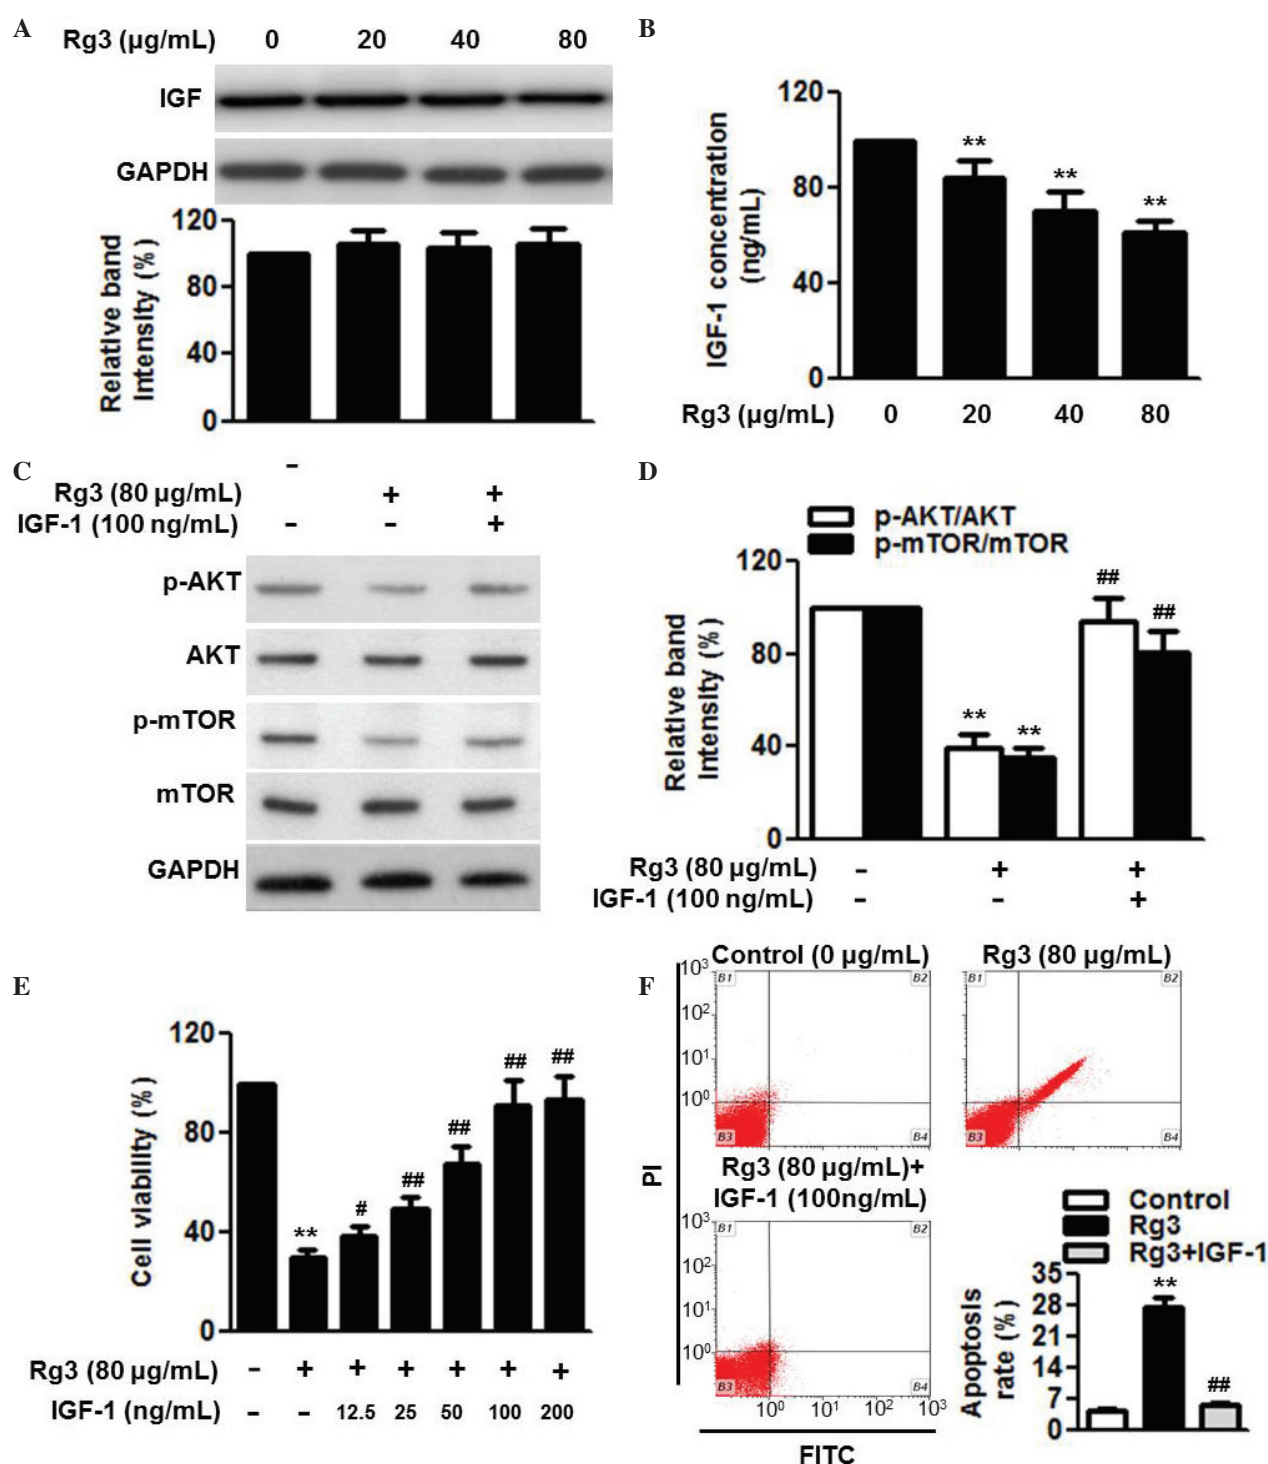 A
Rg3 (µg/mL) 0 20 40 80
IGF
GAPDH
Relative band
Intensity (%)
120
80
40
0
B
IGF-1 concentration
(ng/mL)
120
80
40
0
** ** **
Rg3 (µg/mL) 0 20 40 80
C
Rg3 (80 µg/mL) - + +
IGF-1 (100 ng/mL) - - +
p-AKT
AKT
p-mTOR
mTOR
GAPDH
D
p-AKT/AKT
p-mTOR/mTOR
Relative band
Intensity (%)
120
80
40
0
** ** ## ##
Rg3 (80 µg/mL) - + +
IGF-1 (100 ng/mL) - - +
E
Cell viability (%)
120
80
40
0
** # ## ## ## ##
Rg3 (80 µg/mL) - + + + + + +
IGF-1 (ng/mL) - - 12.5 25 50 100 200
F
Control (0 µg/mL)
10³
10²
10¹
10⁰
B1 B2
B3 B4
Rg3 (80 µg/mL)
B1 B2
B3 B4
PI
Rg3 (80 µg/mL)+
IGF-1 (100ng/mL)
10³
10²
10¹
10⁰
B1 B2
B3 B4
10⁰ 10¹ 10² 10³
FITC
Control
Rg3
Rg3+IGF-1
Apoptosis
rate (%)
35
28
21
14
7
0
** ##